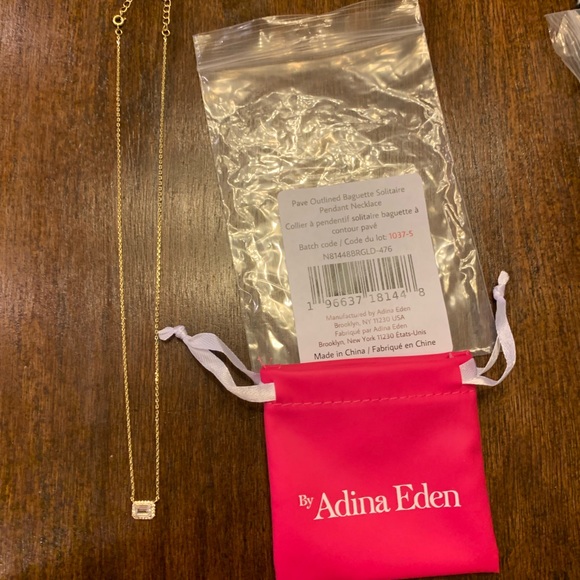 Pave Outlined Baguette Solitaire
Pendant Necklace
Collier à pendentif solitaire baguette à
contour pavé
Batch code / Code du lot: 1037-5
N81448BRGLD-476
1 96637 18144 8
Manufactured by Adina Eden
Brooklyn, NY 11230 USA
Fabriqué par Adina Eden
Brooklyn, New York 11230 États-Unis
Made in China / Fabriqué en Chine
By Adina Eden